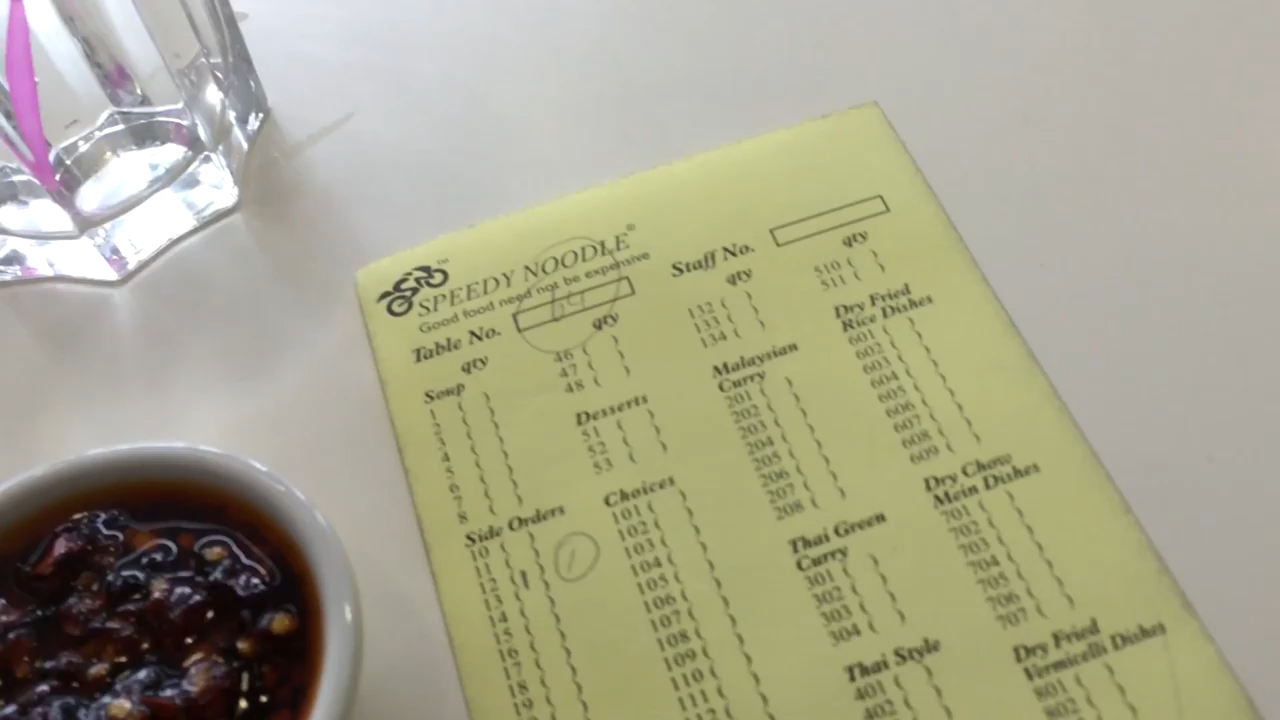 SPEEDY NOODLE®
Good food need not be expensive
Table No.
Staff No.
qty
Soup
1
2
3
4
5
6
7
8
Side Orders
10
11
12
13
14
15
16
17
18
19
1
qty
46 ( )
47 ( )
48 ( )
Desserts
51 ( )
52 ( )
53 ( )
Choices
101 ( )
102 ( )
103 ( )
104 ( )
105 ( )
106 ( )
107 ( )
108 ( )
109 ( )
110 ( )
111 ( )
112
qty
132 ( )
133 ( )
134 ( )
Malaysian
Curry
201 ( )
202 ( )
203 ( )
204 ( )
205 ( )
206 ( )
207 ( )
208 ( )
Thai Green
Curry
301 ( )
302 ( )
303 ( )
304 ( )
Thai Style
401 ( )
402 ( )
qty
510 ( )
511 ( )
Dry Fried
Rice Dishes
601 ( )
602 ( )
603 ( )
604 ( )
605 ( )
606 ( )
607 ( )
608 ( )
609 ( )
Dry Chow
Mein Dishes
701 ( )
702 ( )
703 ( )
704 ( )
705 ( )
706 ( )
707 ( )
Dry Fried
Vermicelli Dishes
801 ( )
802 ( )